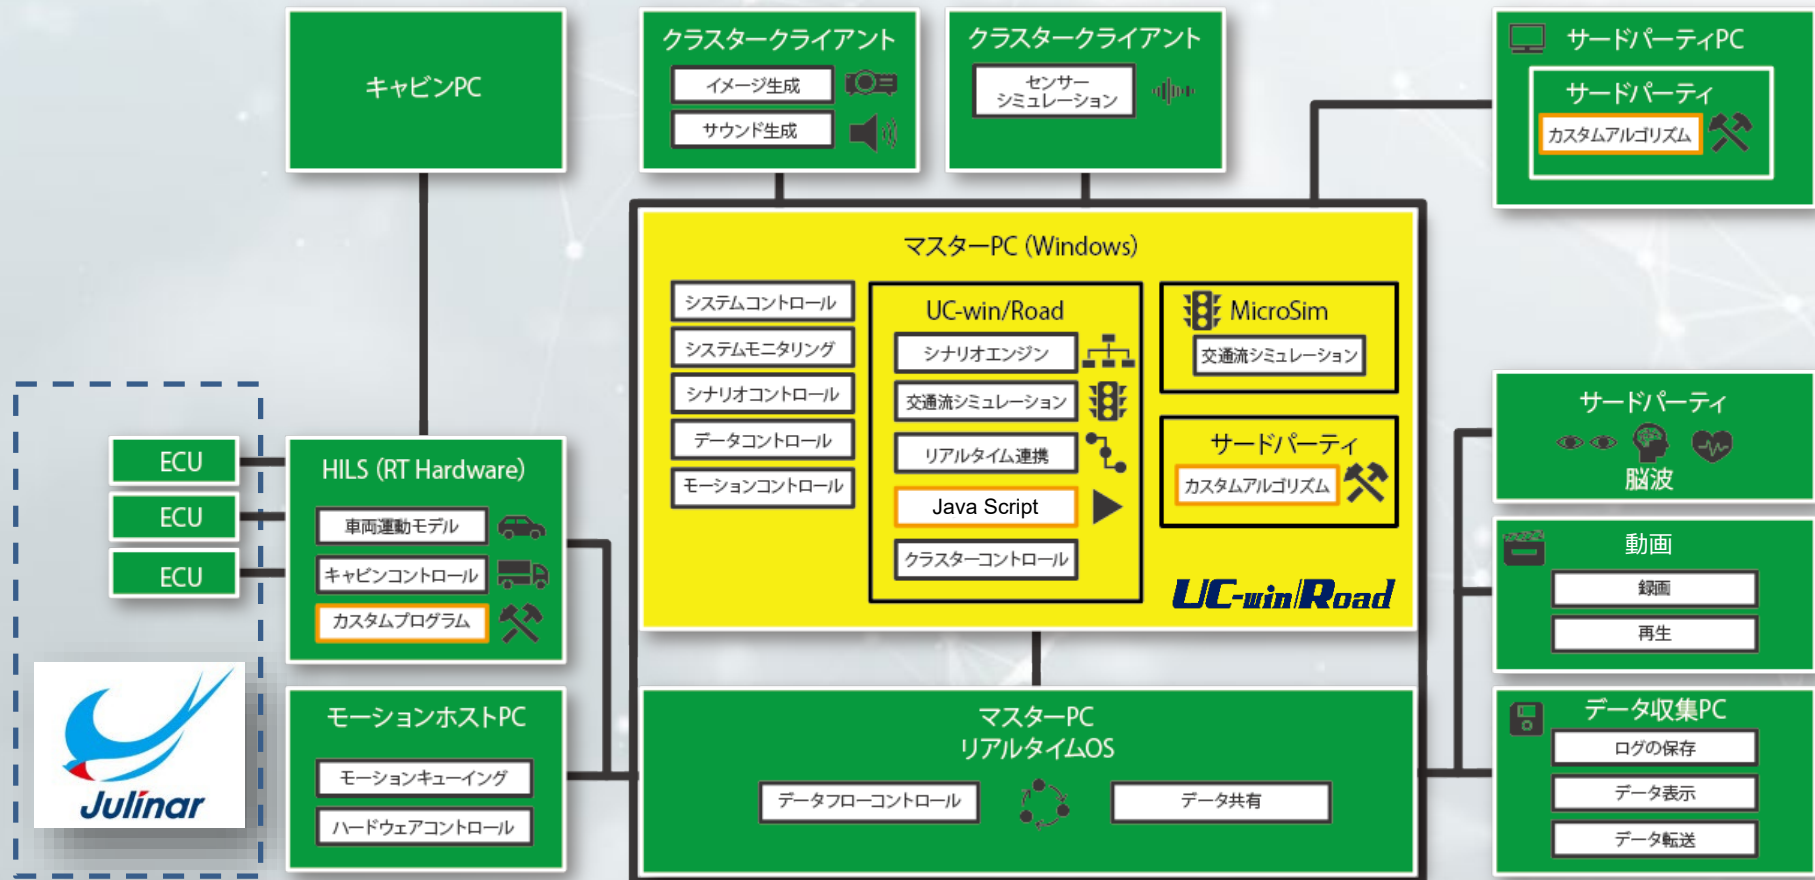 キャビンPC
クラスタークライアント
イメージ生成
サウンド生成
クラスタークライアント
センサー
シミュレーション
サードパーティPC
サードパーティ
カスタムアルゴリズム
マスターPC (Windows)
システムコントロール
システムモニタリング
シナリオコントロール
データコントロール
モーションコントロール
UC-win/Road
シナリオエンジン
交通流シミュレーション
リアルタイム連携
Java Script
クラスターコントロール
MicroSim
交通流シミュレーション
サードパーティ
カスタムアルゴリズム
UC-win/Road
ECU
ECU
ECU
HILS (RT Hardware)
車両運動モデル
キャビンコントロール
カスタムプログラム
Julinar
モーションホストPC
モーションキューイング
ハードウェアコントロール
マスターPC
リアルタイムOS
データフローコントロール
データ共有
サードパーティ
脳波
動画
録画
再生
データ収集PC
ログの保存
データ表示
データ転送